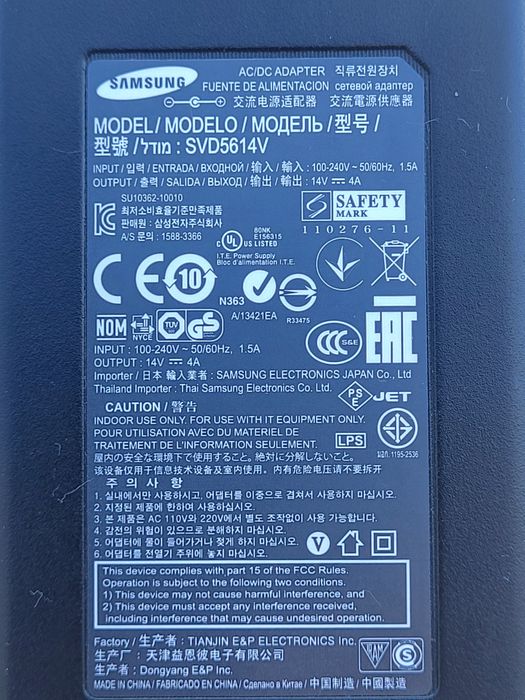 SAMSUNG
AC/DC ADAPTER 직류전원장치
FUENTE DE ALIMENTACION сетевой адаптер
交流电源适配器 交流電源供應器
MODEL / MODELO / МОДЕЛЬ / 型号 /
型號 / מודל : SVD5614V
INPUT / 입력 / ENTRADA / ВХОДНОЙ / 输入 / 輸入 : 100-240V ~ 50/60Hz, 1.5A
OUTPUT / 출력 / SALIDA / ВЫХОД / 输出 / 輸出 : 14V ⎓ 4A
SU10362-10010
최저소비효율기준만족제품
판매원 : 삼성전자주식회사
A/S 문의 : 1588-3366
C UL US LISTED
80NK
E156315
I.T.E. Power Supply
Bloc d'alimentation I.T.E.
S SAFETY
MARK
110276-11
CE
10
N363
A/13421EA
R33475
NOM
NYCE
TUV
GS
CCC S&E
EAC
INPUT : 100-240V ~ 50/60Hz, 1.5A
OUTPUT : 14V ⎓ 4A
Importer / 日本 輸入業者 : SAMSUNG ELECTRONICS JAPAN Co., Ltd
Thailand Importer : Thai Samsung Electronics Co. Ltd.
PSE JET
CAUTION / 警告
INDOOR USE ONLY. FOR USE WITH IT EQUIPMENT ONLY.
POUR UTILISATION AVEC DU MATERIEL DE
TRAITEMENT DE L'INFORMATION SEULEMENT.
LPS
มอก. 1195-2536
屋内の安全な環境下で使用すること。絶対に分解しないこと。
该设备仅用于信息技术设备及室内使用。内有危险电压请不要拆开
주 의 사 항
1. 실내에서만 사용하시고, 어댑터를 이중으로 겹쳐서 사용하지 마십시오.
2. 지정된 제품에 한하여 사용하십시오.
3. 본 제품은 AC 110V와 220V에서 별도 조작없이 사용 가능합니다.
4. 감전의 위험이 있으므로 분해하지 마십시오.
5. 어댑터에 물이 들어가거나 젖게 하지 마십시오.
6. 어댑터를 전열기 주위에 놓지 마십시오.
V
This device complies with part 15 of the FCC Rules.
Operation is subject to the following two conditions.
1) This device may not cause harmful interference, and
2) This device must accept any interference received,
including interference that may cause undesired operation.
Factory / 生产者 : TIANJIN E&P ELECTRONICS Inc.
生产厂 : 天津益恩彼电子有限公司
生产者 : Dongyang E&P Inc.
MADE IN CHINA / FABRICADO EN CHINA / Сделано в Китае / 中国制造 / 中國製造
S